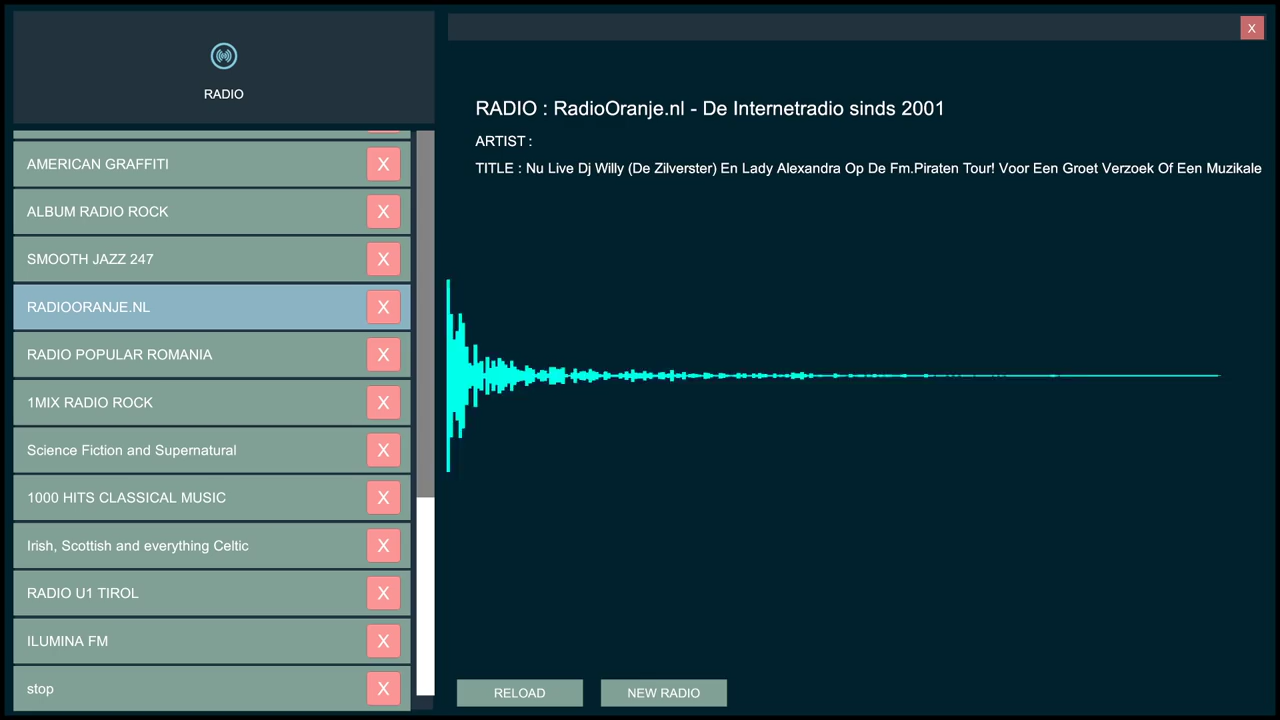 RADIO
AMERICAN GRAFFITI X
ALBUM RADIO ROCK X
SMOOTH JAZZ 247 X
RADIOORANJE.NL X
RADIO POPULAR ROMANIA X
1MIX RADIO ROCK X
Science Fiction and Supernatural X
1000 HITS CLASSICAL MUSIC X
Irish, Scottish and everything Celtic X
RADIO U1 TIROL X
ILUMINA FM X
stop X
X
RADIO : RadioOranje.nl - De Internetradio sinds 2001
ARTIST :
TITLE : Nu Live Dj Willy (De Zilverster) En Lady Alexandra Op De Fm.Piraten Tour! Voor Een Groet Verzoek Of Een Muzikale
RELOAD
NEW RADIO